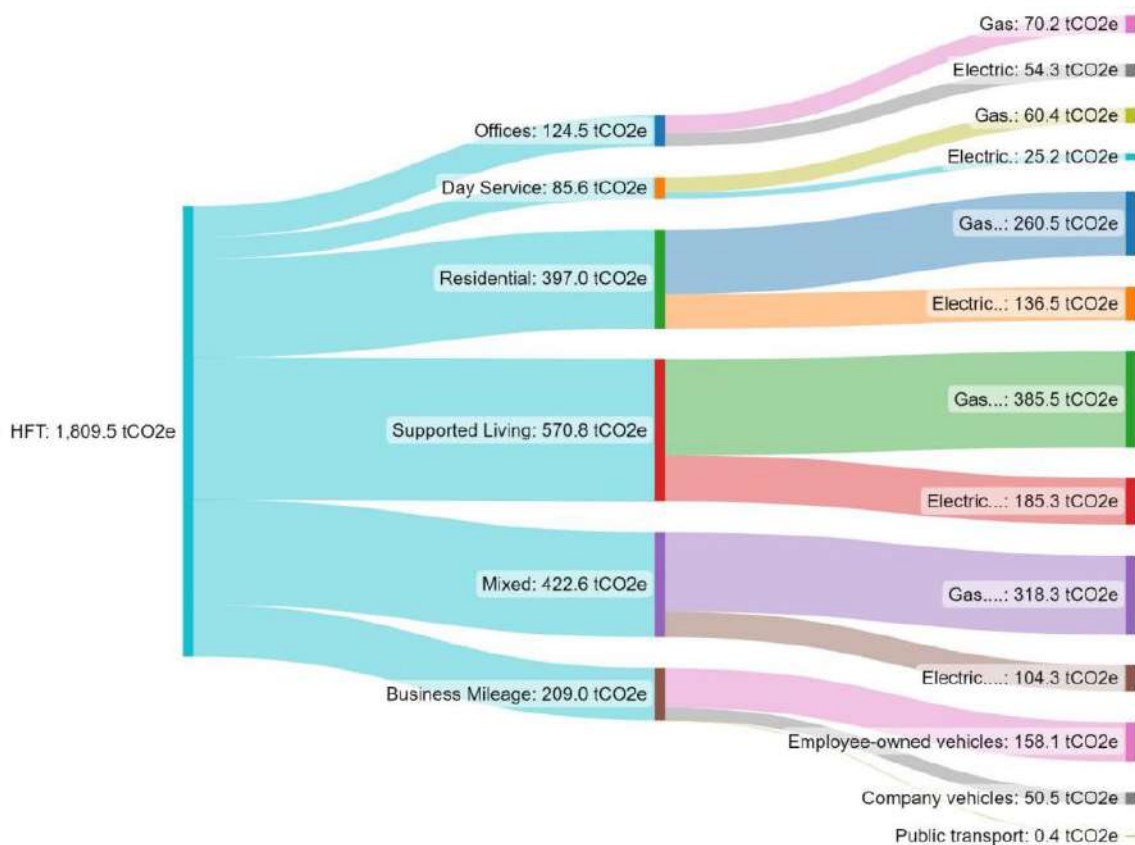 Gas: 70.2 tCO2e
Electric: 54.3 tCO2e
Offices: 124.5 tCO2e
Gas.: 60.4 tCO2e
Electric.: 25.2 tCO2e
Day Service: 85.6 tCO2e
Gas..: 260.5 tCO2e
Residential: 397.0 tCO2e
Electric..: 136.5 tCO2e
Gas...: 385.5 tCO2e
HFT: 1,809.5 tCO2e
Supported Living: 570.8 tCO2e
Electric...: 185.3 tCO2e
Mixed: 422.6 tCO2e
Gas....: 318.3 tCO2e
Electric....: 104.3 tCO2e
Business Mileage: 209.0 tCO2e
Employee-owned vehicles: 158.1 tCO2e
Company vehicles: 50.5 tCO2e
Public transport: 0.4 tCO2e